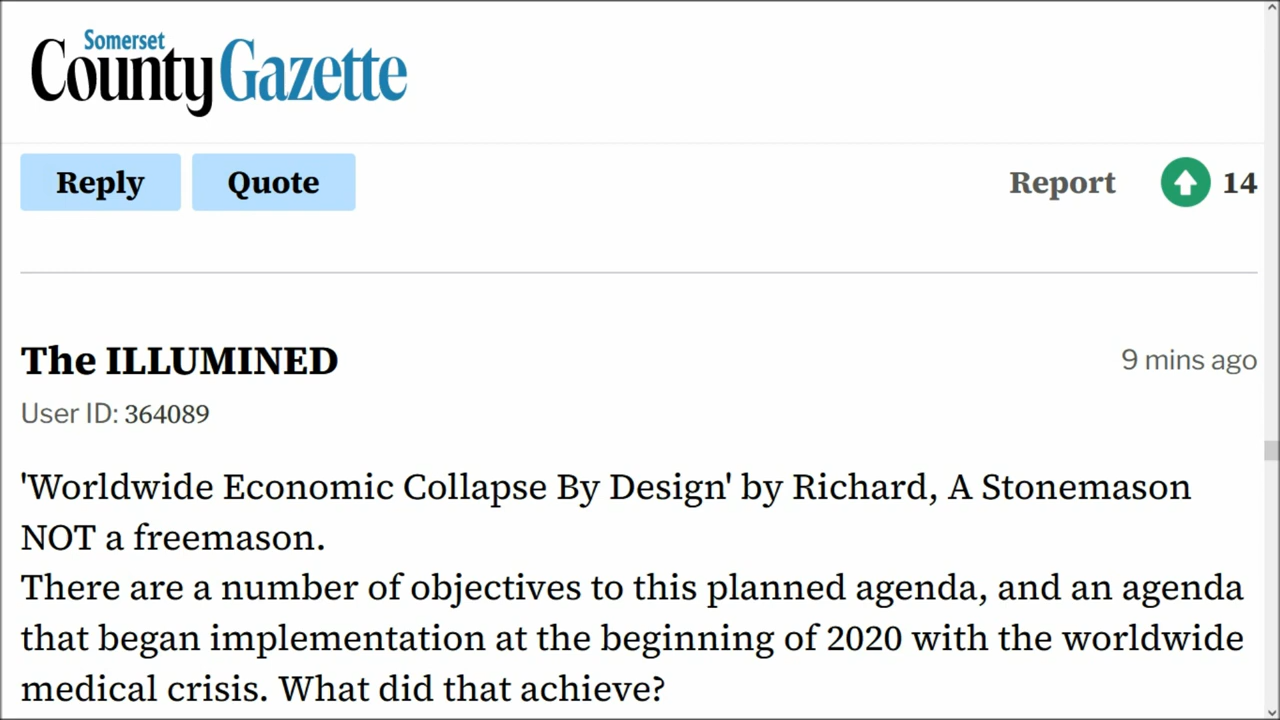 Somerset
County Gazette
Reply Quote Report 14
The ILLUMINED 9 mins ago
User ID: 364089
'Worldwide Economic Collapse By Design' by Richard, A Stonemason
NOT a freemason.
There are a number of objectives to this planned agenda, and an agenda
that began implementation at the beginning of 2020 with the worldwide
medical crisis. What did that achieve?